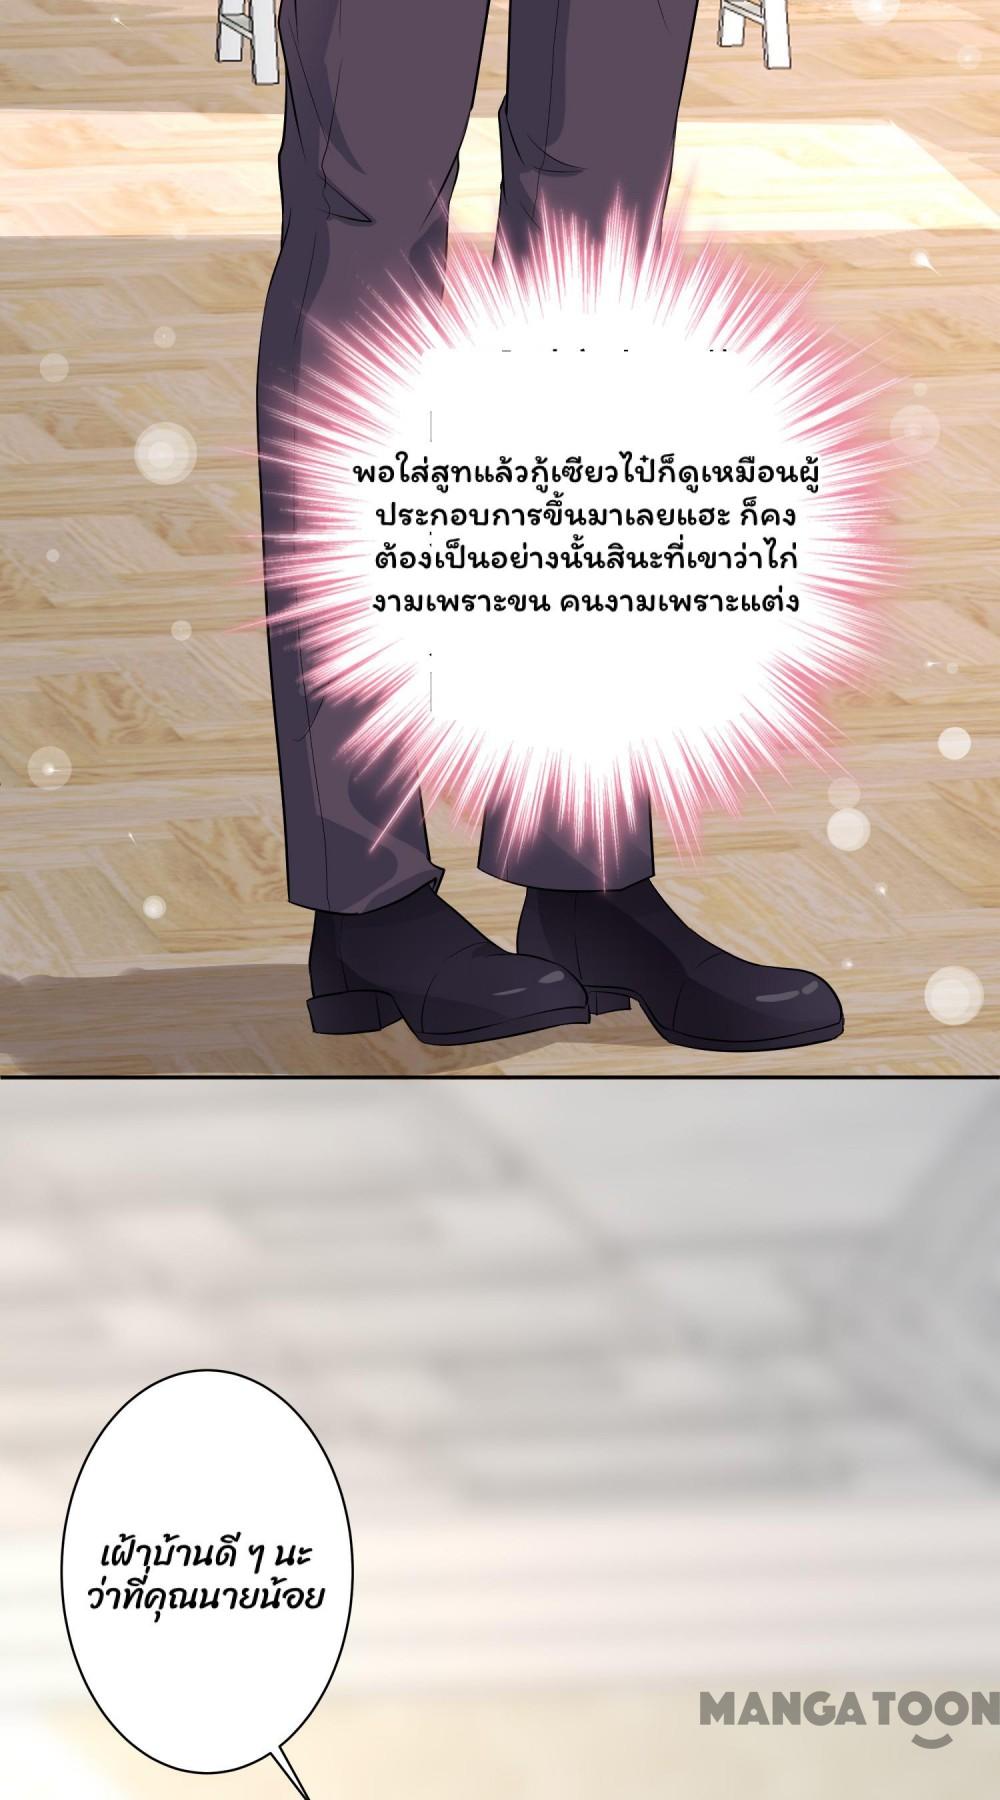 พอใส่สูทแล้วกู้เซียวไป๋ก็ดูเหมือนผู้
ประกอบการขึ้นมาเลยแฮะ ก็คง
ต้องเป็นอย่างนั้นสินะที่เขาว่าไก่
งามเพราะขน คนงามเพราะแต่ง
เฝ้าบ้านดี ๆ นะ
ว่าที่คุณนายน้อย
MANGATOON